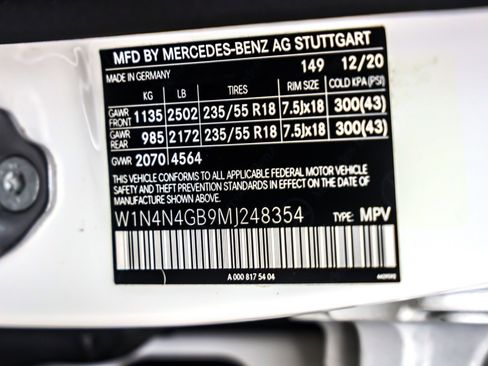 MFD BY MERCEDES-BENZ AG STUTTGART
MADE IN GERMANY 149 12/20
KG LB TIRES RIM SIZE COLD KPA (PSI)
GAWR FRONT 1135 2502 235/55 R18 7.5Jx18 300(43)
GAWR REAR 985 2172 235/55 R18 7.5Jx18 300(43)
GVWR 2070 4564
THIS VEHICLE CONFORMS TO ALL APPLICABLE FEDERAL MOTOR VEHICLE
SAFETY AND THEFT PREVENTION STANDARDS IN EFFECT ON THE DATE OF
MANUFACTURE SHOWN ABOVE.
W1N4N4GB9MJ248354 TYPE: MPV
A 000 817 54 04